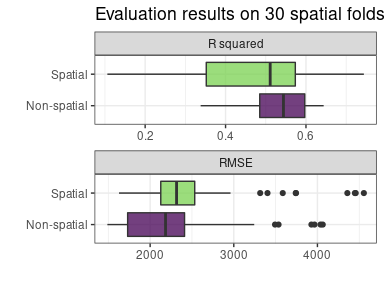 Evaluation results on 30 spatial folds
R squared
Spatial
Non-spatial
0.2 0.4 0.6
RMSE
Spatial
Non-spatial
2000 3000 4000